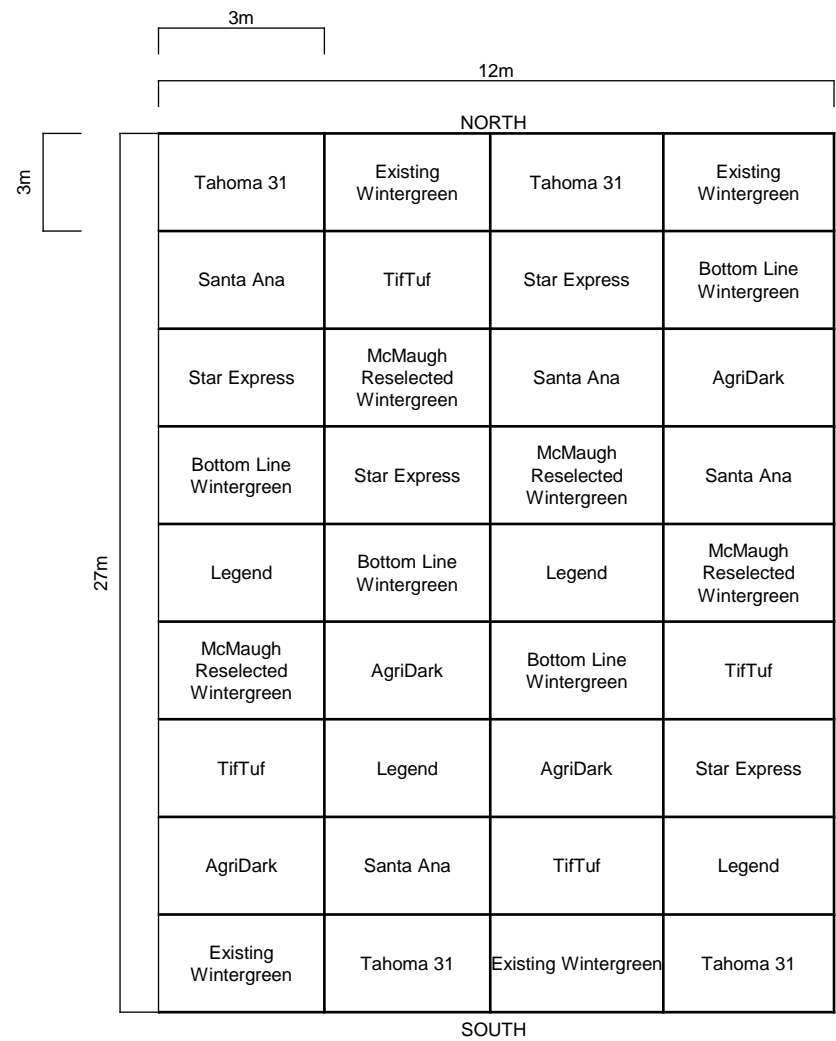 3m
12m
NORTH
3m
27m
Tahoma 31
Existing
Wintergreen
Tahoma 31
Existing
Wintergreen
Santa Ana
TifTuf
Star Express
Bottom Line
Wintergreen
Star Express
McMaugh
Reselected
Wintergreen
Santa Ana
AgriDark
Bottom Line
Wintergreen
Star Express
McMaugh
Reselected
Wintergreen
Santa Ana
Legend
Bottom Line
Wintergreen
Legend
McMaugh
Reselected
Wintergreen
McMaugh
Reselected
Wintergreen
AgriDark
Bottom Line
Wintergreen
TifTuf
TifTuf
Legend
AgriDark
Star Express
AgriDark
Santa Ana
TifTuf
Legend
Existing
Wintergreen
Tahoma 31
Existing Wintergreen
Tahoma 31
SOUTH